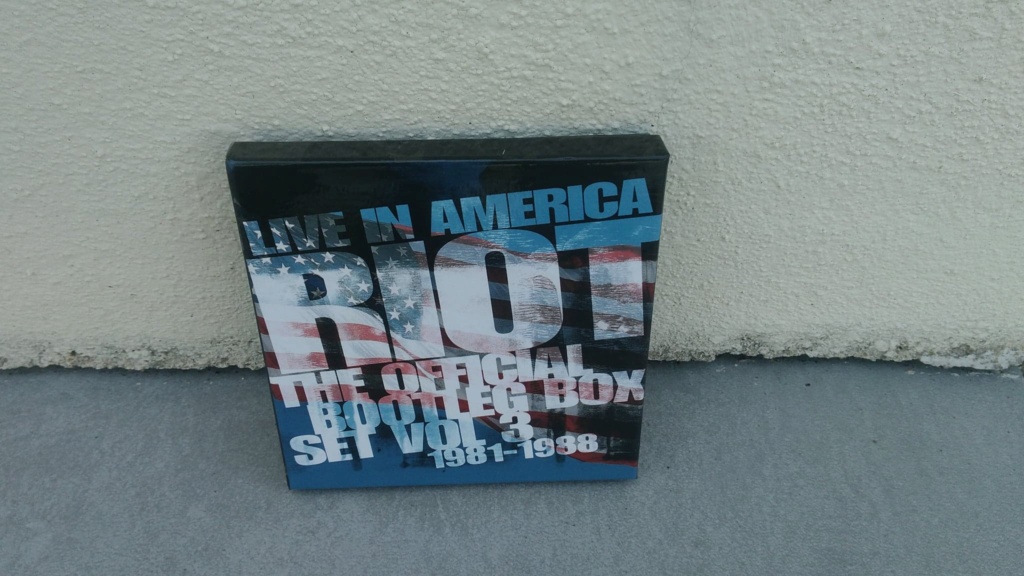 LIVE IN AMERICA
RIOT
THE OFFICIAL
BOOTLEG BOX
SET VOL 3
1981-1988